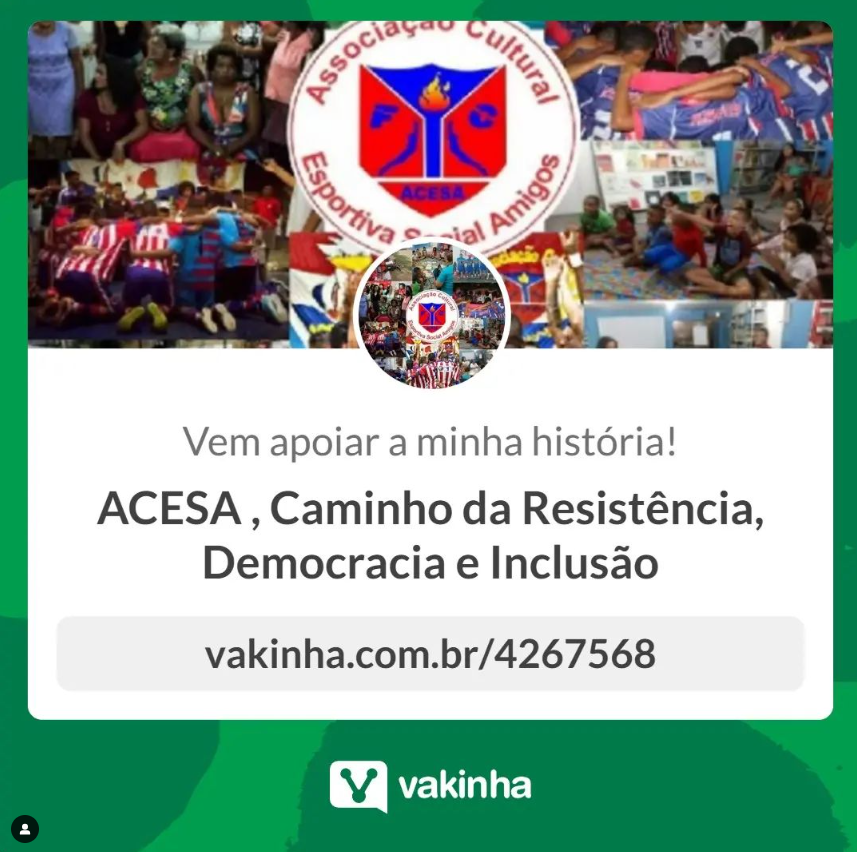 Associação Cultural
F C
ACESA
Esportiva Social Amigos
Vem apoiar a minha história!
ACESA , Caminho da Resistência,
Democracia e Inclusão
vakinha.com.br/4267568
vakinha